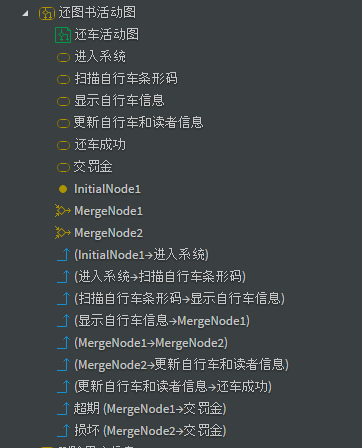 还图书活动图
还车活动图
进入系统
扫描自行车条形码
显示自行车信息
更新自行车和读者信息
还车成功
交罚金
InitialNode1
MergeNode1
MergeNode2
(InitialNode1→进入系统)
(进入系统→扫描自行车条形码)
(扫描自行车条形码→显示自行车信息)
(显示自行车信息→MergeNode1)
(MergeNode1→MergeNode2)
(MergeNode2→更新自行车和读者信息)
(更新自行车和读者信息→还车成功)
超期 (MergeNode1→交罚金)
损坏 (MergeNode2→交罚金)